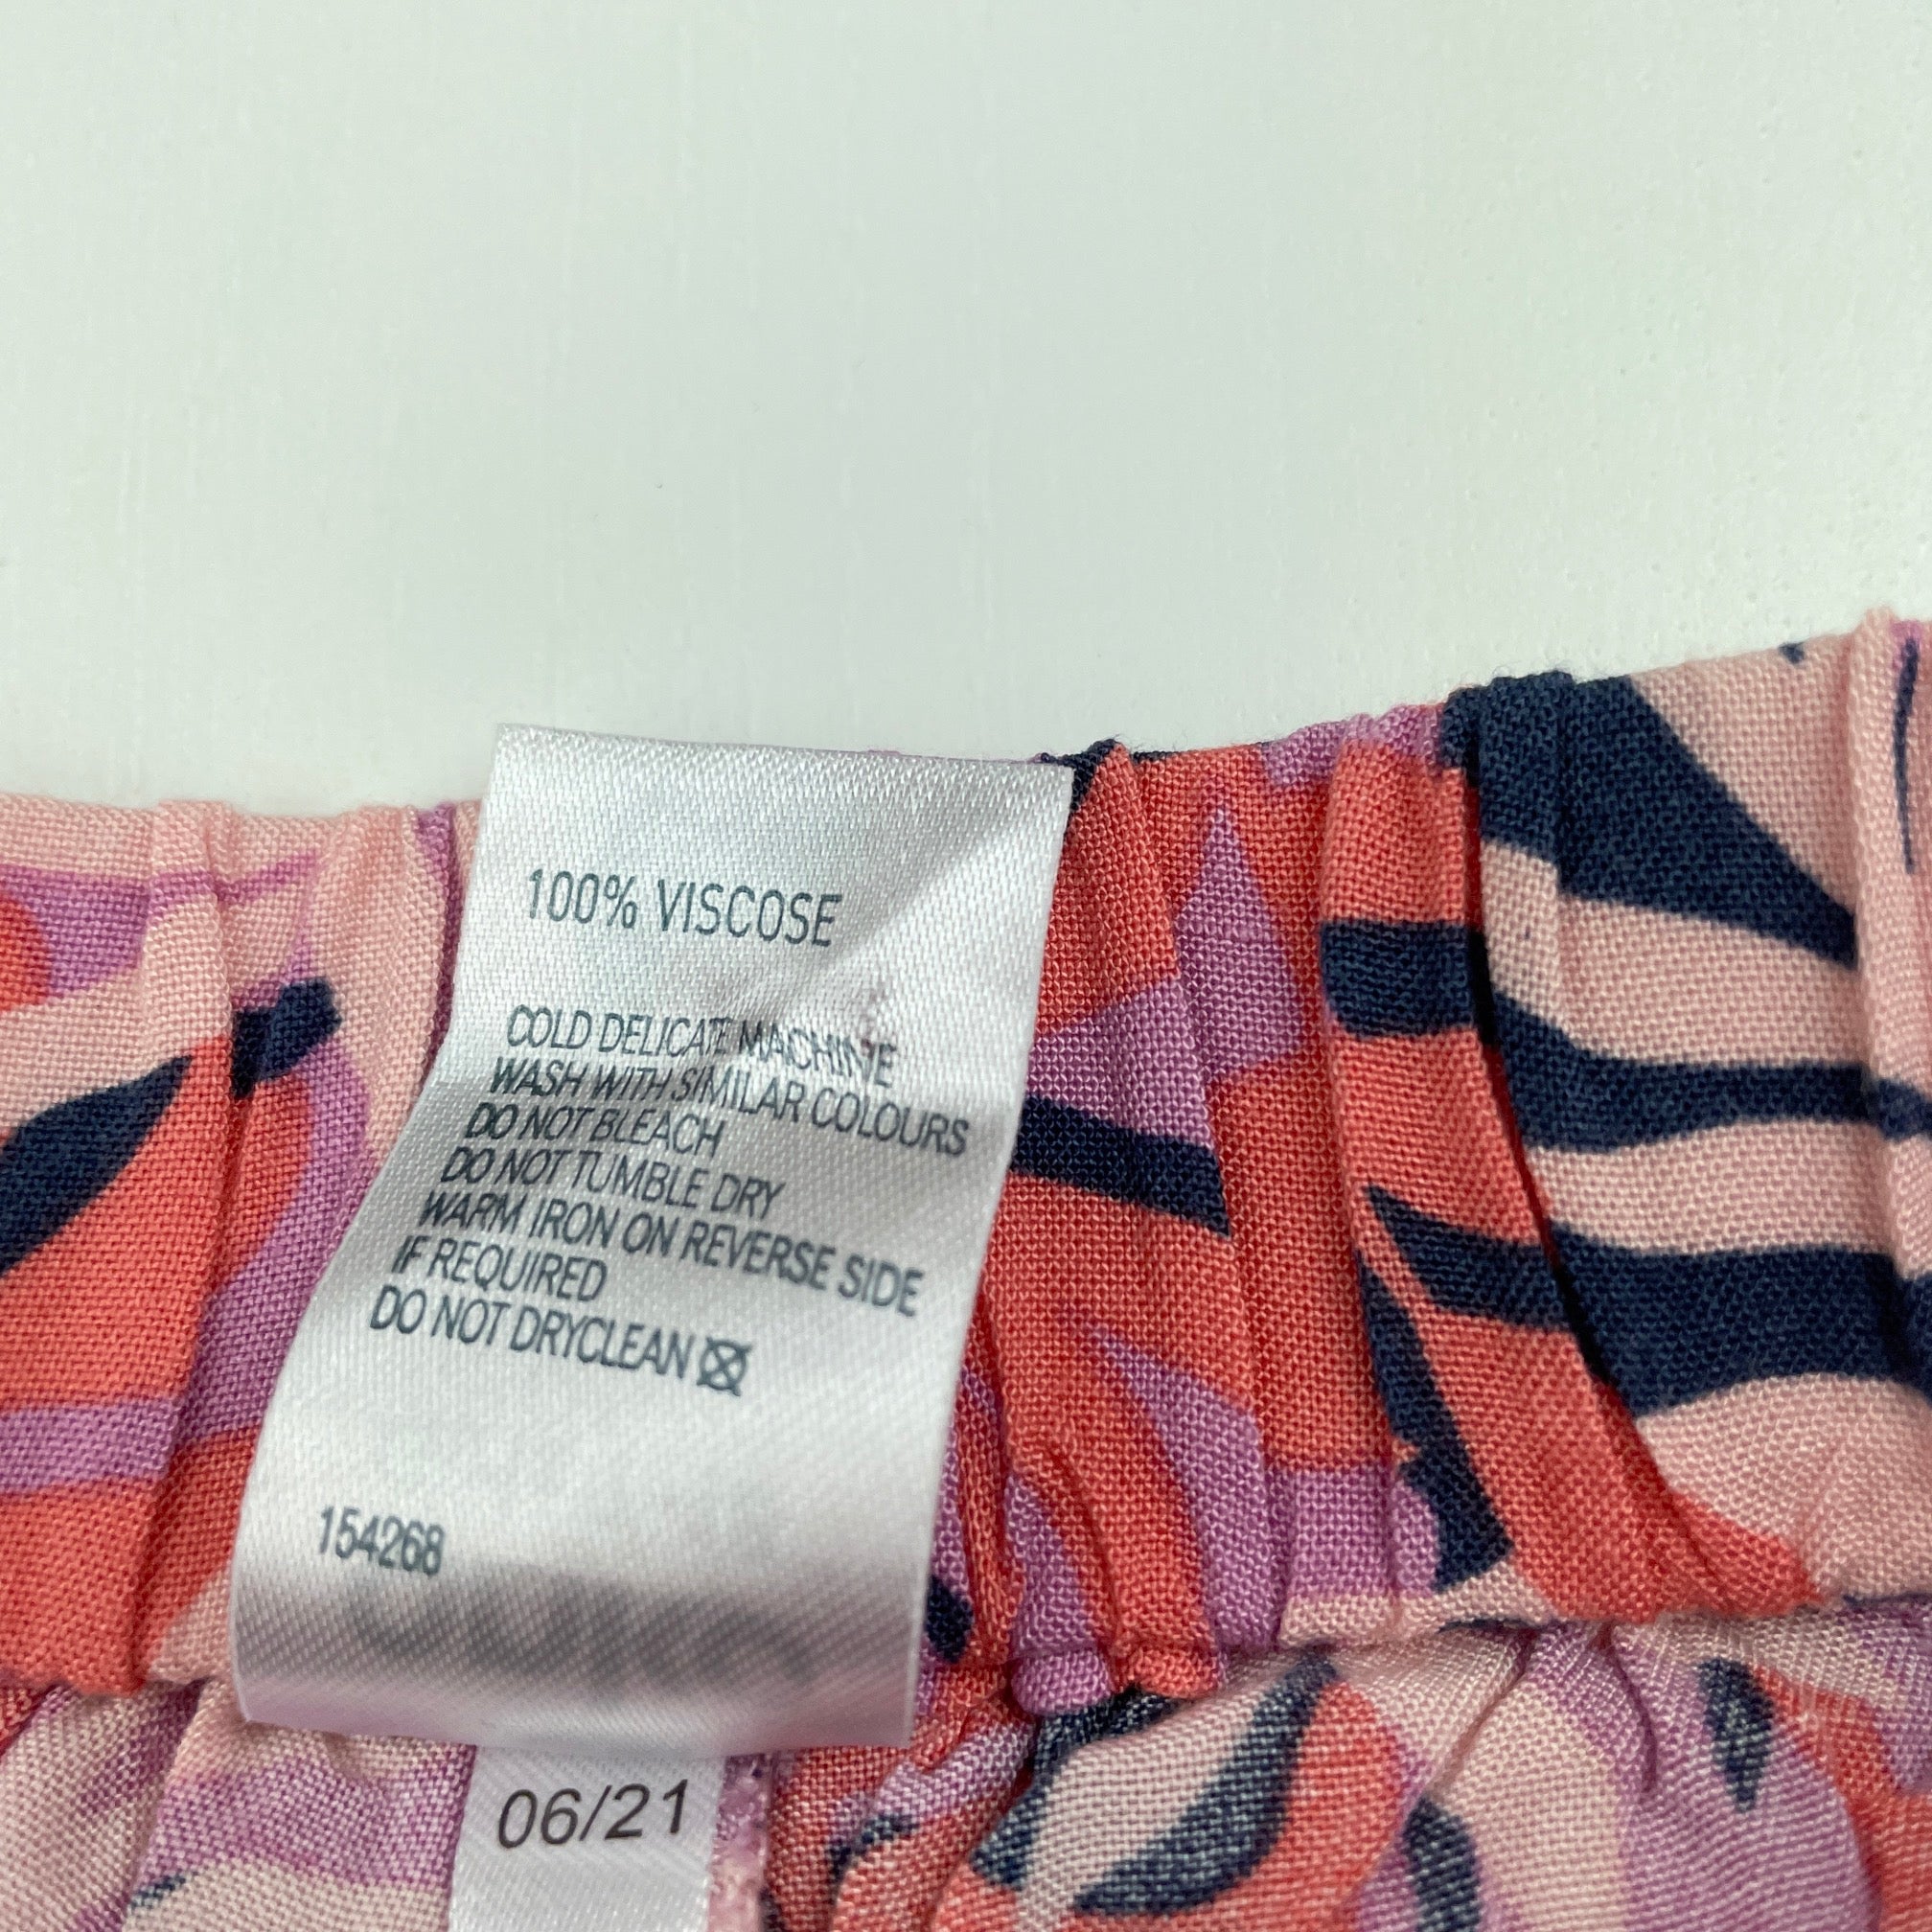 100% VISCOSE
COLD DELICATE MACHINE
WASH WITH SIMILAR COLOURS
DO NOT BLEACH
DO NOT TUMBLE DRY
WARM IRON ON REVERSE SIDE
IF REQUIRED
DO NOT DRYCLEAN
154268
06/21